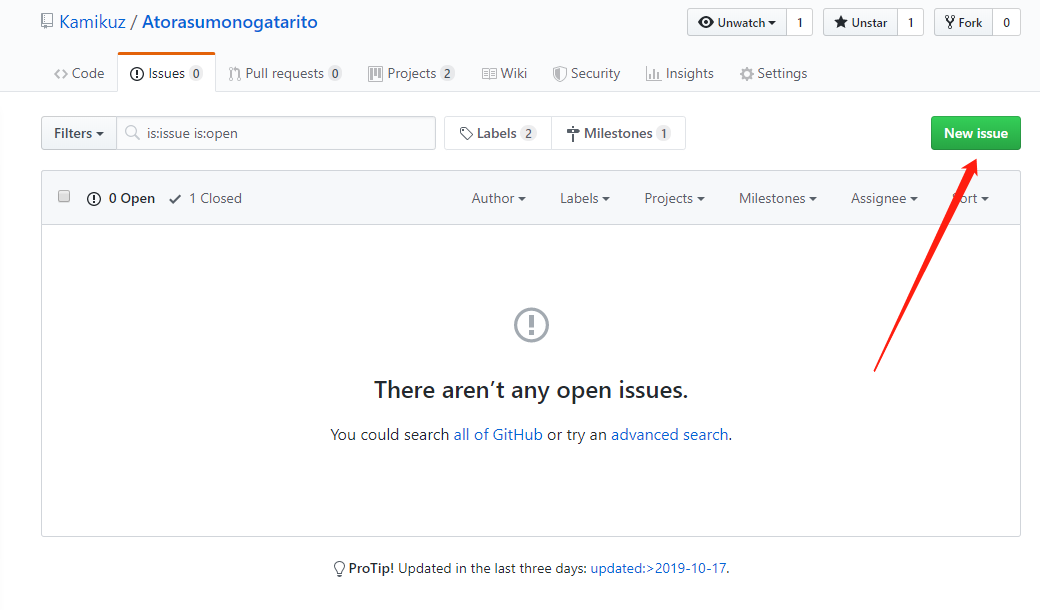 Kamikuz / Atorasumonogatarito
Unwatch 1 Unstar 1 Fork 0
Code Issues 0 Pull requests 0 Projects 2 Wiki Security Insights Settings
Filters is:issue is:open Labels 2 Milestones 1 New issue
0 Open 1 Closed Author Labels Projects Milestones Assignee Sort
There aren’t any open issues.
You could search all of GitHub or try an advanced search.
ProTip! Updated in the last three days: updated:>2019-10-17.